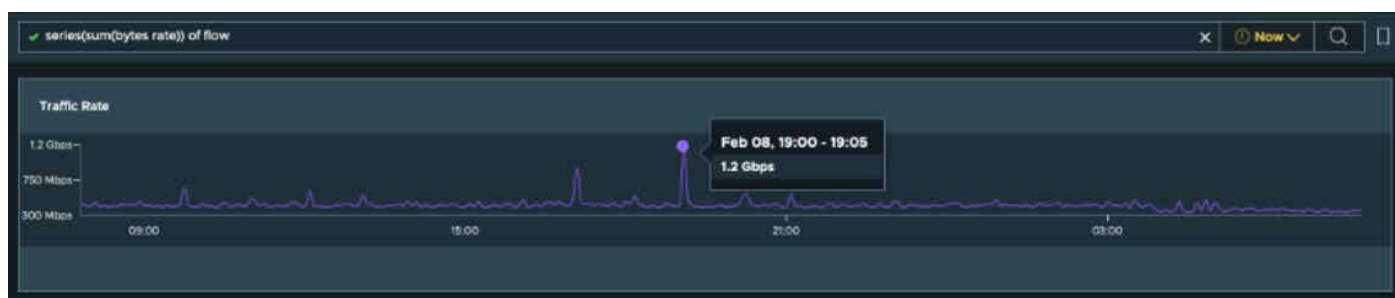 series(sum(bytes rate)) of flow
Now
Traffic Rate
1.2 Gbps
Feb 08, 19:00 - 19:05
1.2 Gbps
750 Mbps
300 Mbps
09:00 15:00 21:00 03:00